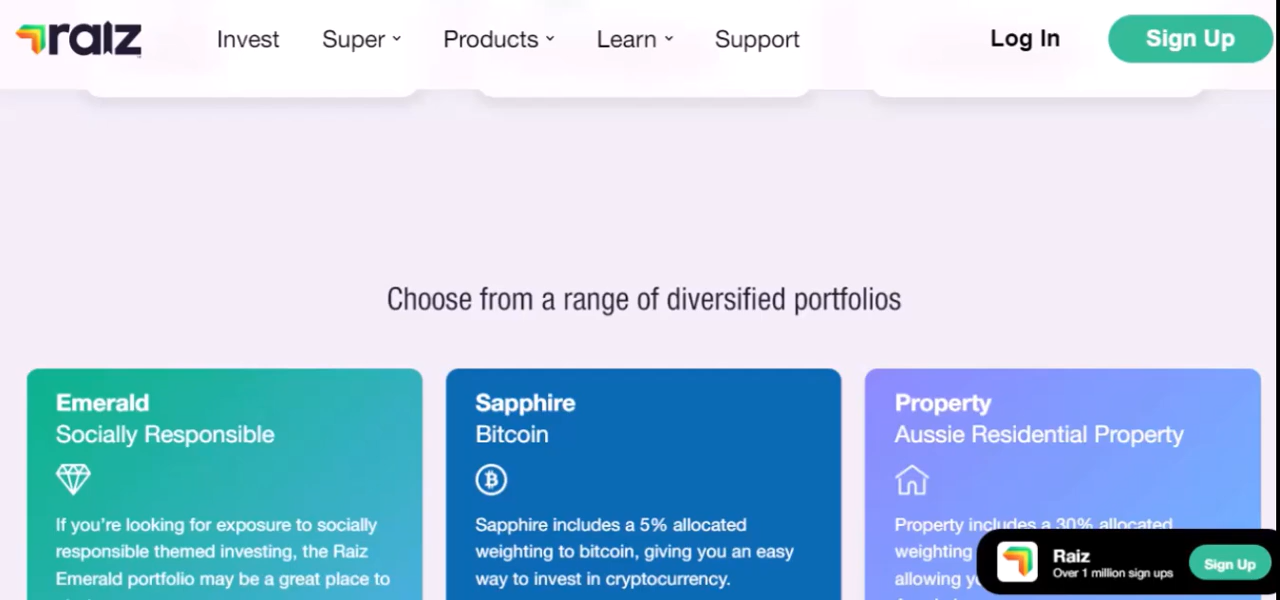 raiz
Invest
Super
Products
Learn
Support
Log In
Sign Up
Choose from a range of diversified portfolios
Emerald
Socially Responsible
If you're looking for exposure to socially
responsible themed investing, the Raiz
Emerald portfolio may be a great place to
Sapphire
Bitcoin
Sapphire includes a 5% allocated
weighting to bitcoin, giving you an easy
way to invest in cryptocurrency.
Property
Aussie Residential Property
Property includes a 30% allocated
weighting
allowing
Raiz
Over 1 million sign ups
Sign Up